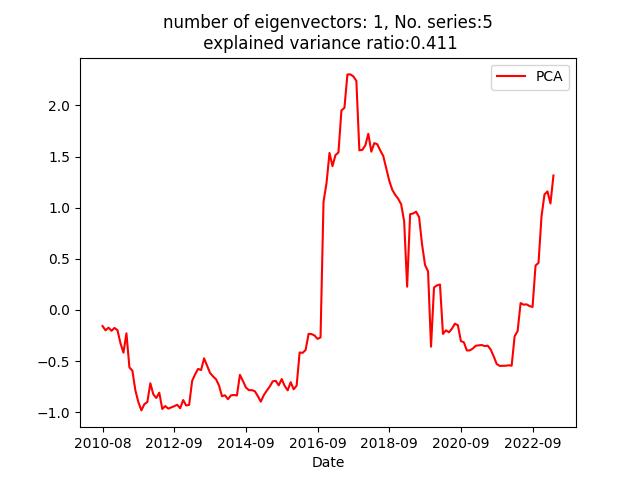 number of eigenvectors: 1, No. series:5
explained variance ratio:0.411
PCA
2.0
1.5
1.0
0.5
0.0
−0.5
−1.0
2010-08 2012-09 2014-09 2016-09 2018-09 2020-09 2022-09
Date